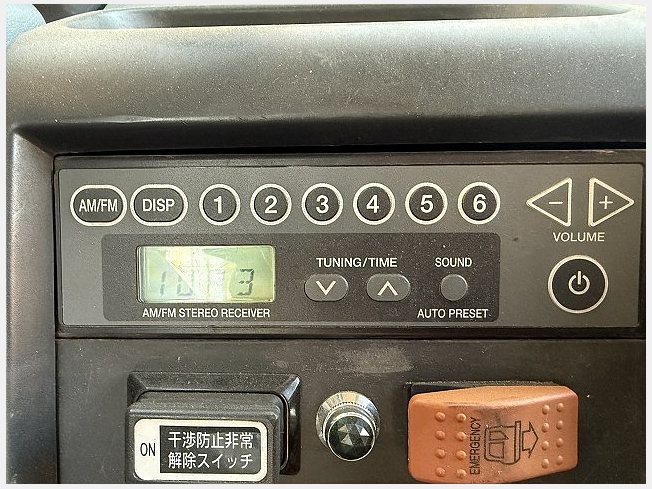 AM/FM DISP 1 2 3 4 5 6 − +
VOLUME
TUNING/TIME SOUND
AM/FM STEREO RECEIVER AUTO PRESET
ON
干渉防止非常
解除スイッチ
EMERGENCY